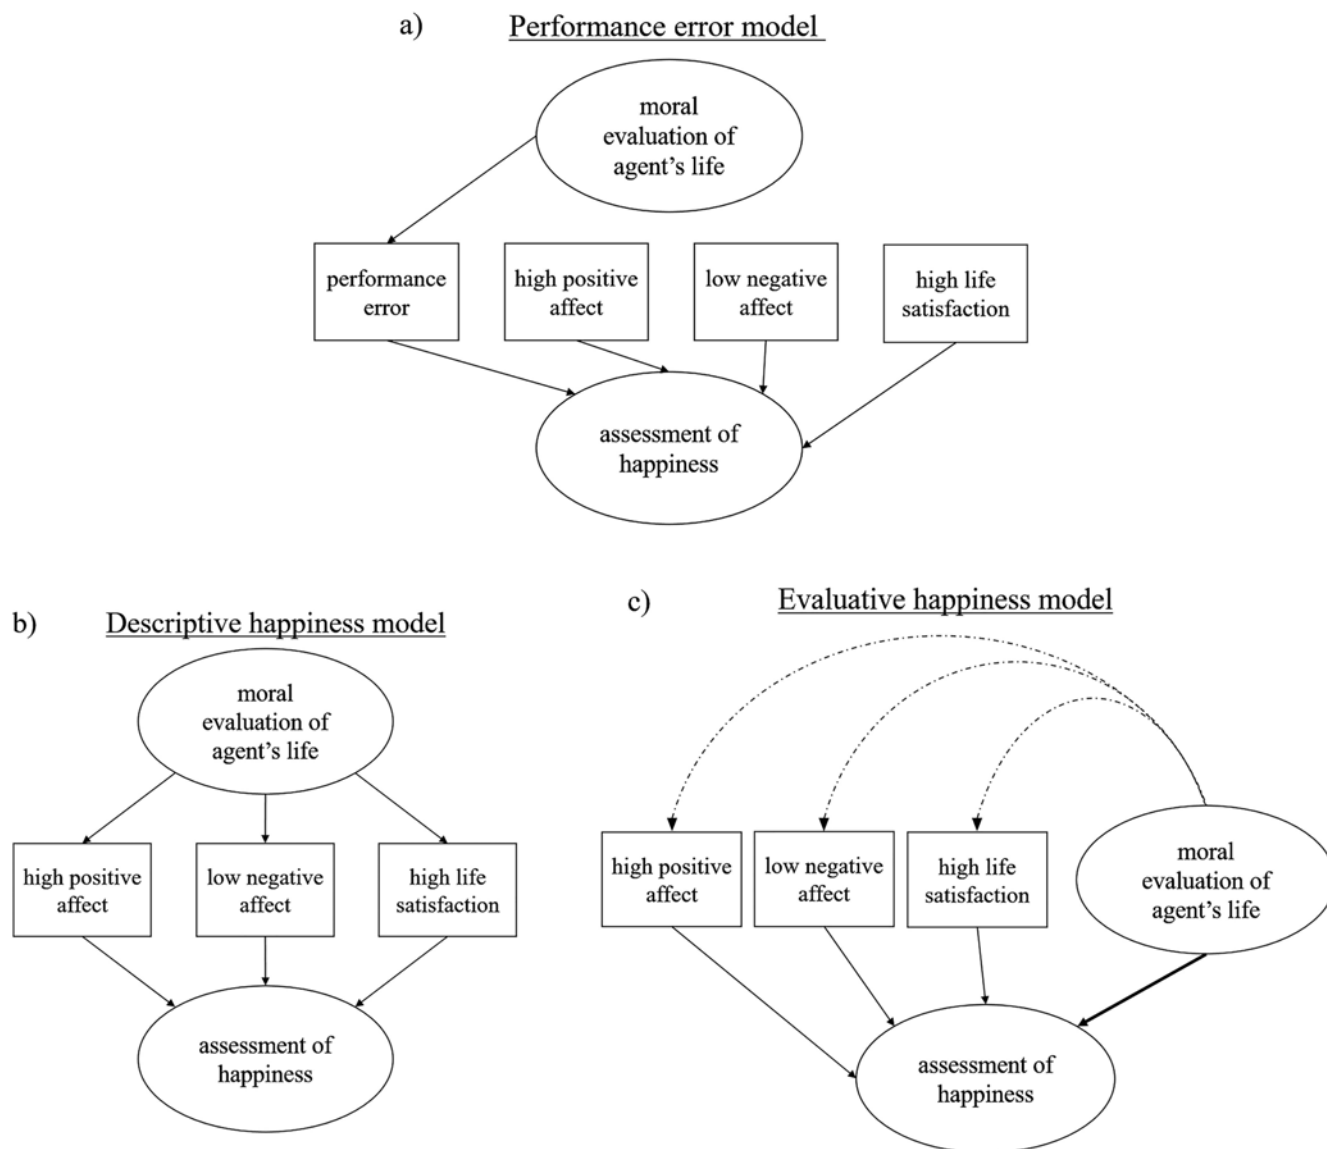 a) Performance error model
moral
evaluation of
agent's life
performance
error
high positive
affect
low negative
affect
high life
satisfaction
assessment of
happiness
b) Descriptive happiness model
moral
evaluation of
agent's life
high positive
affect
low negative
affect
high life
satisfaction
assessment of
happiness
c) Evaluative happiness model
high positive
affect
low negative
affect
high life
satisfaction
moral
evaluation of
agent's life
assessment of
happiness